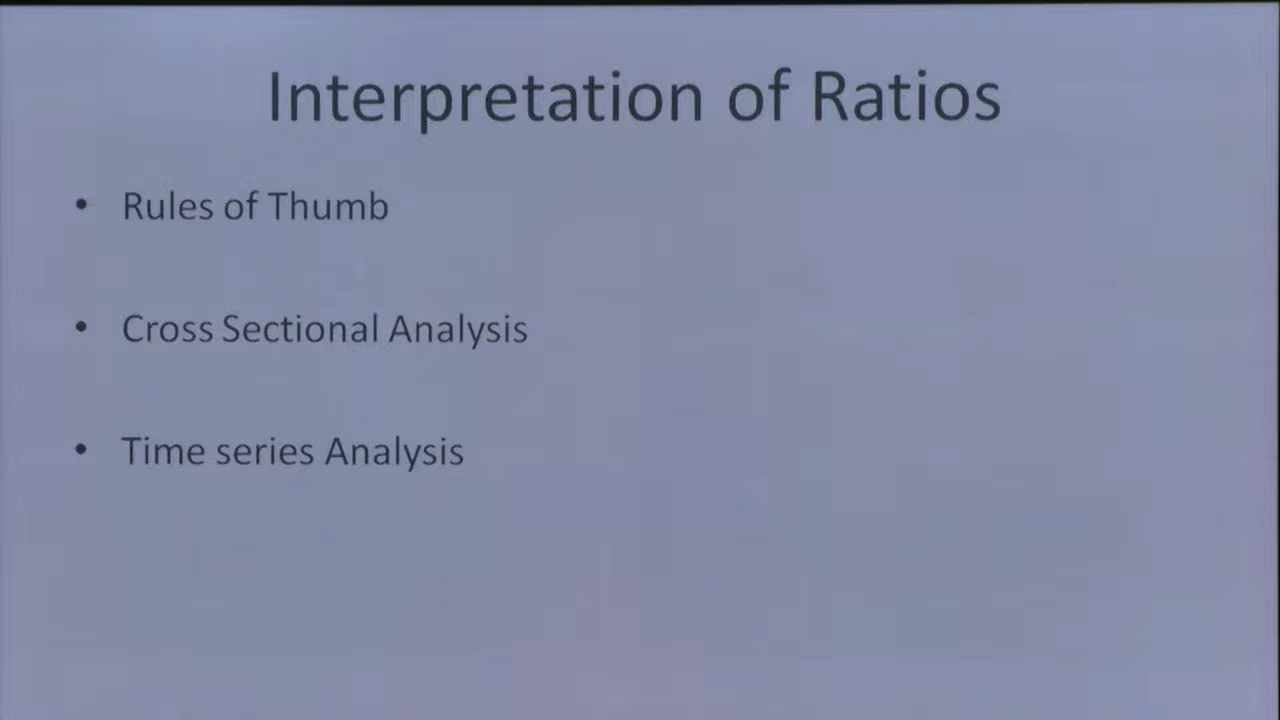 Interpretation of Ratios
• Rules of Thumb
• Cross Sectional Analysis
• Time series Analysis